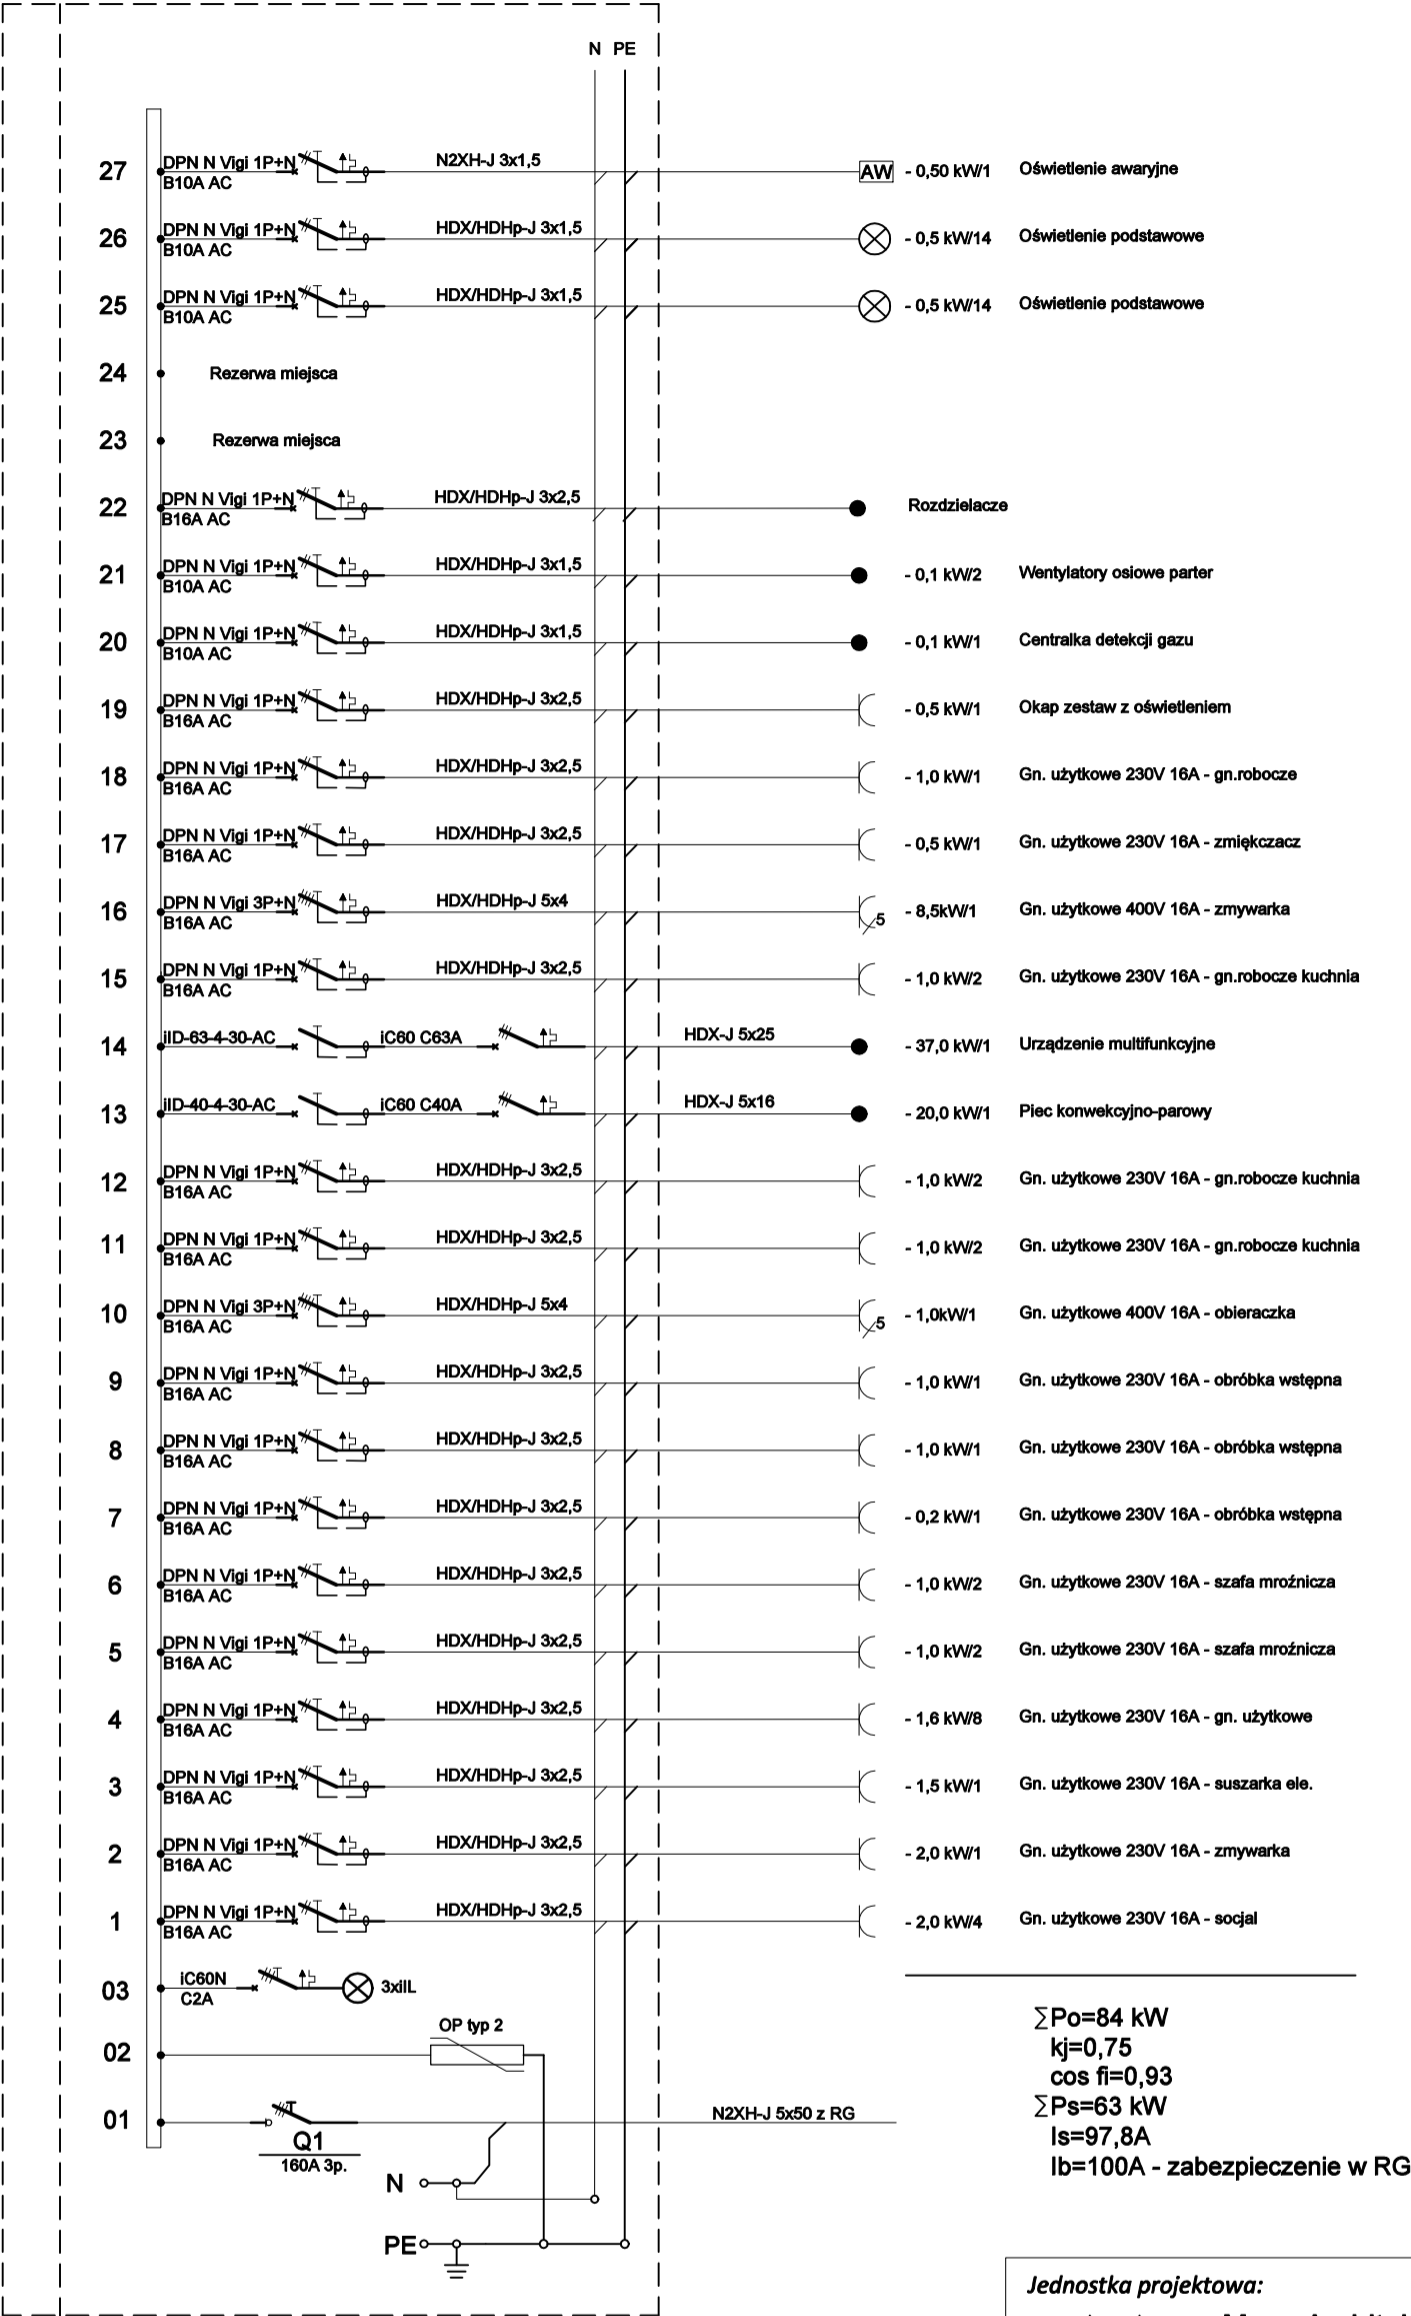 N PE
27 DPN N Vigi 1P+N N2XH-J 3x1,5 AW - 0,50 kW/1 Oświetlenie awaryjne
B10A AC
26 DPN N Vigi 1P+N HDX/HDHp-J 3x1,5 - 0,5 kW/14 Oświetlenie podstawowe
B10A AC
25 DPN N Vigi 1P+N HDX/HDHp-J 3x1,5 - 0,5 kW/14 Oświetlenie podstawowe
B10A AC
24 Rezerwa miejsca
23 Rezerwa miejsca
22 DPN N Vigi 1P+N HDX/HDHp-J 3x2,5 Rozdzielacze
B16A AC
21 DPN N Vigi 1P+N HDX/HDHp-J 3x1,5 - 0,1 kW/2 Wentylatory osiowe parter
B10A AC
20 DPN N Vigi 1P+N HDX/HDHp-J 3x1,5 - 0,1 kW/1 Centralka detekcji gazu
B10A AC
19 DPN N Vigi 1P+N HDX/HDHp-J 3x2,5 - 0,5 kW/1 Okap zestaw z oświetleniem
B16A AC
18 DPN N Vigi 1P+N HDX/HDHp-J 3x2,5 - 1,0 kW/1 Gn. użytkowe 230V 16A - gn.robocze
B16A AC
17 DPN N Vigi 1P+N HDX/HDHp-J 3x2,5 - 0,5 kW/1 Gn. użytkowe 230V 16A - zmiękczacz
B16A AC
16 DPN N Vigi 3P+N HDX/HDHp-J 5x4 5 - 8,5kW/1 Gn. użytkowe 400V 16A - zmywarka
B16A AC
15 DPN N Vigi 1P+N HDX/HDHp-J 3x2,5 - 1,0 kW/2 Gn. użytkowe 230V 16A - gn.robocze kuchnia
B16A AC
14 iID-63-4-30-AC iC60 C63A HDX-J 5x25 - 37,0 kW/1 Urządzenie multifunkcyjne
13 iID-40-4-30-AC iC60 C40A HDX-J 5x16 - 20,0 kW/1 Piec konwekcyjno-parowy
12 DPN N Vigi 1P+N HDX/HDHp-J 3x2,5 - 1,0 kW/2 Gn. użytkowe 230V 16A - gn.robocze kuchnia
B16A AC
11 DPN N Vigi 1P+N HDX/HDHp-J 3x2,5 - 1,0 kW/2 Gn. użytkowe 230V 16A - gn.robocze kuchnia
B16A AC
10 DPN N Vigi 3P+N HDX/HDHp-J 5x4 5 - 1,0kW/1 Gn. użytkowe 400V 16A - obieraczka
B16A AC
9 DPN N Vigi 1P+N HDX/HDHp-J 3x2,5 - 1,0 kW/1 Gn. użytkowe 230V 16A - obróbka wstępna
B16A AC
8 DPN N Vigi 1P+N HDX/HDHp-J 3x2,5 - 1,0 kW/1 Gn. użytkowe 230V 16A - obróbka wstępna
B16A AC
7 DPN N Vigi 1P+N HDX/HDHp-J 3x2,5 - 0,2 kW/1 Gn. użytkowe 230V 16A - obróbka wstępna
B16A AC
6 DPN N Vigi 1P+N HDX/HDHp-J 3x2,5 - 1,0 kW/2 Gn. użytkowe 230V 16A - szafa mroźnicza
B16A AC
5 DPN N Vigi 1P+N HDX/HDHp-J 3x2,5 - 1,0 kW/2 Gn. użytkowe 230V 16A - szafa mroźnicza
B16A AC
4 DPN N Vigi 1P+N HDX/HDHp-J 3x2,5 - 1,6 kW/8 Gn. użytkowe 230V 16A - gn. użytkowe
B16A AC
3 DPN N Vigi 1P+N HDX/HDHp-J 3x2,5 - 1,5 kW/1 Gn. użytkowe 230V 16A - suszarka ele.
B16A AC
2 DPN N Vigi 1P+N HDX/HDHp-J 3x2,5 - 2,0 kW/1 Gn. użytkowe 230V 16A - zmywarka
B16A AC
1 DPN N Vigi 1P+N HDX/HDHp-J 3x2,5 - 2,0 kW/4 Gn. użytkowe 230V 16A - socjal
B16A AC
03 iC60N 3xiIL
C2A
02 OP typ 2
01 N2XH-J 5x50 z RG
Q1
160A 3p.
N
PE
∑Po=84 kW
kj=0,75
cos fi=0,93
∑Ps=63 kW
Is=97,8A
Ib=100A - zabezpieczenie w RG
Jednostka projektowa: